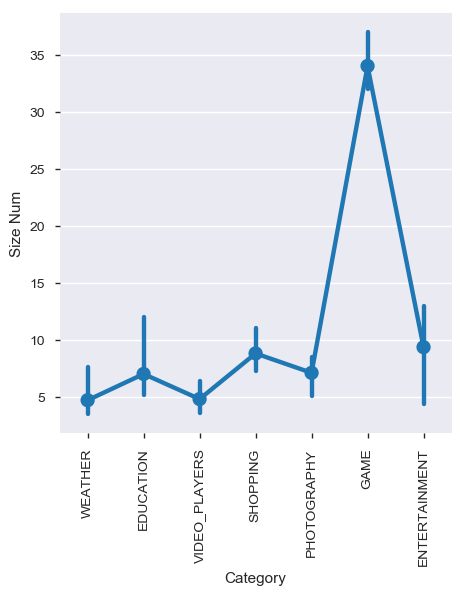 35
30
25
20
15
10
5
Size Num
WEATHER
EDUCATION
VIDEO_PLAYERS
SHOPPING
PHOTOGRAPHY
GAME
ENTERTAINMENT
Category